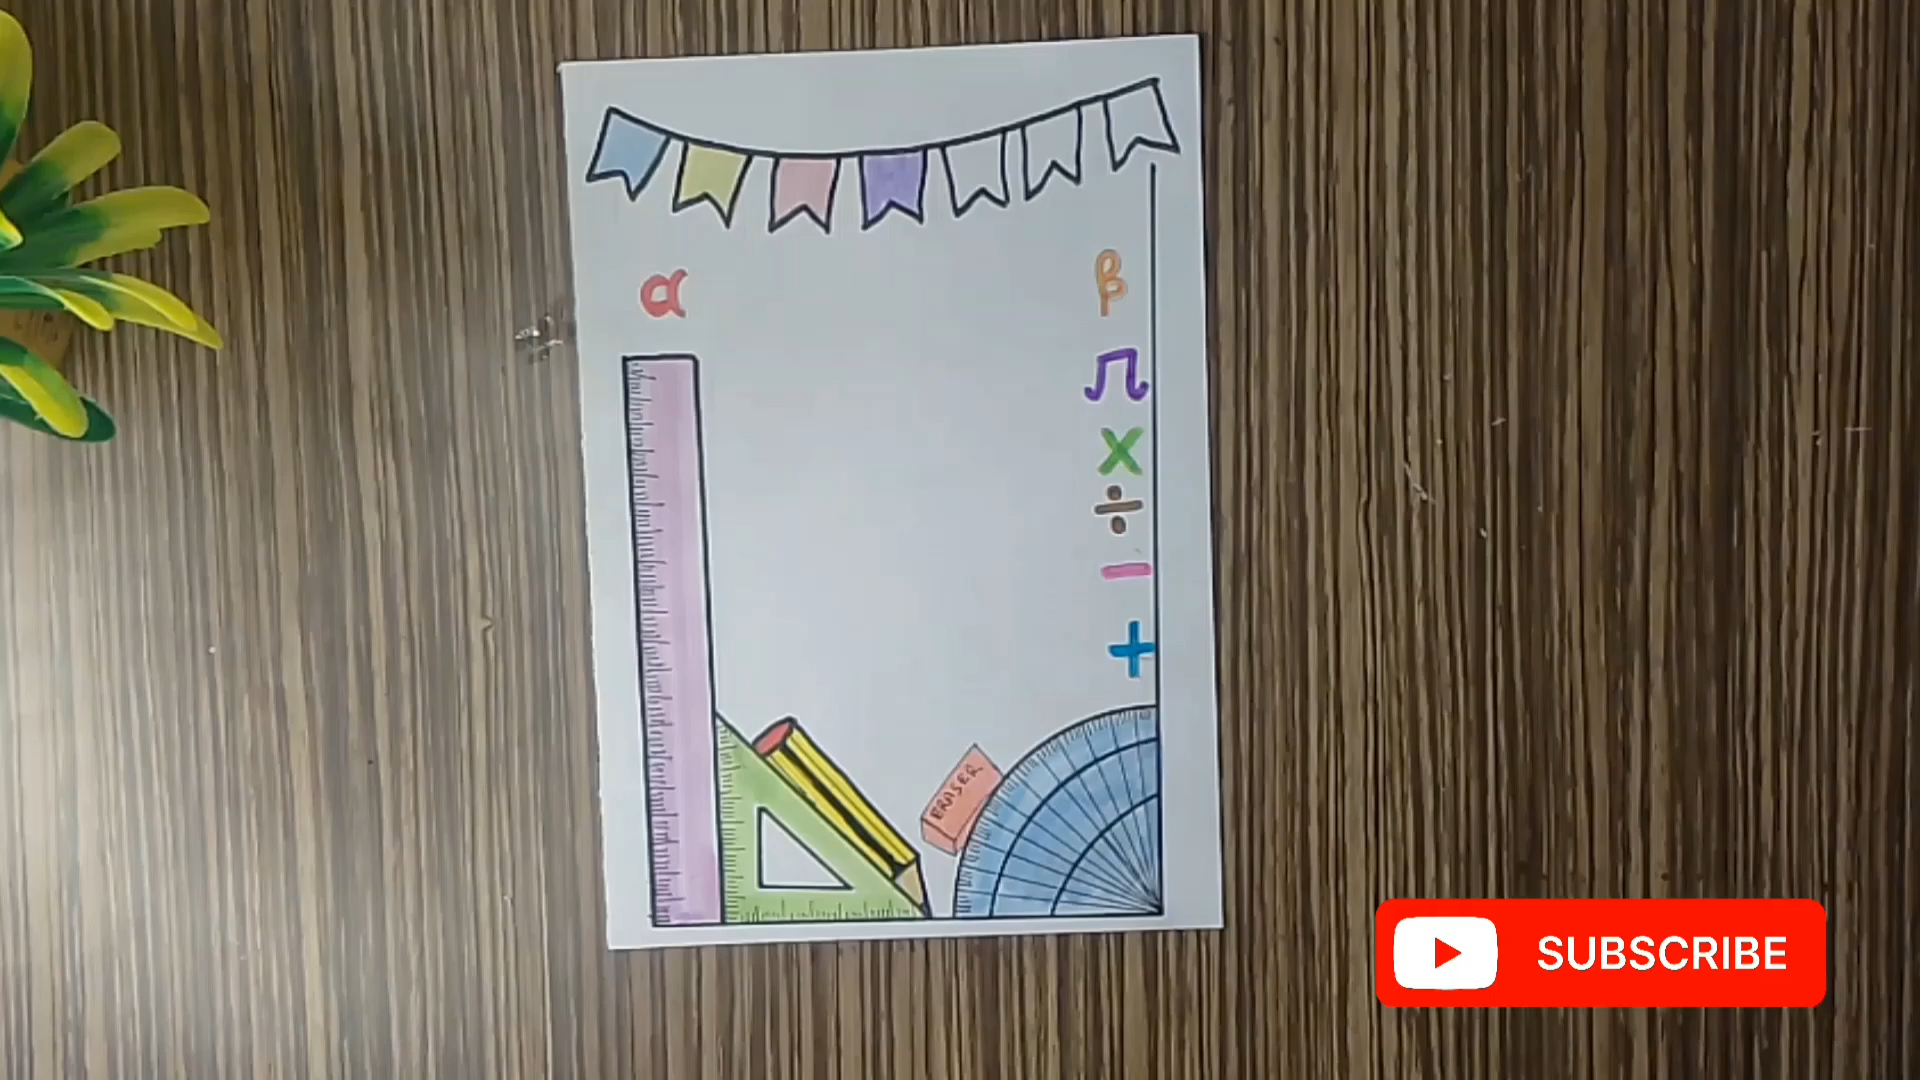 α
β
π
×
÷
−
+
ERASER
SUBSCRIBE